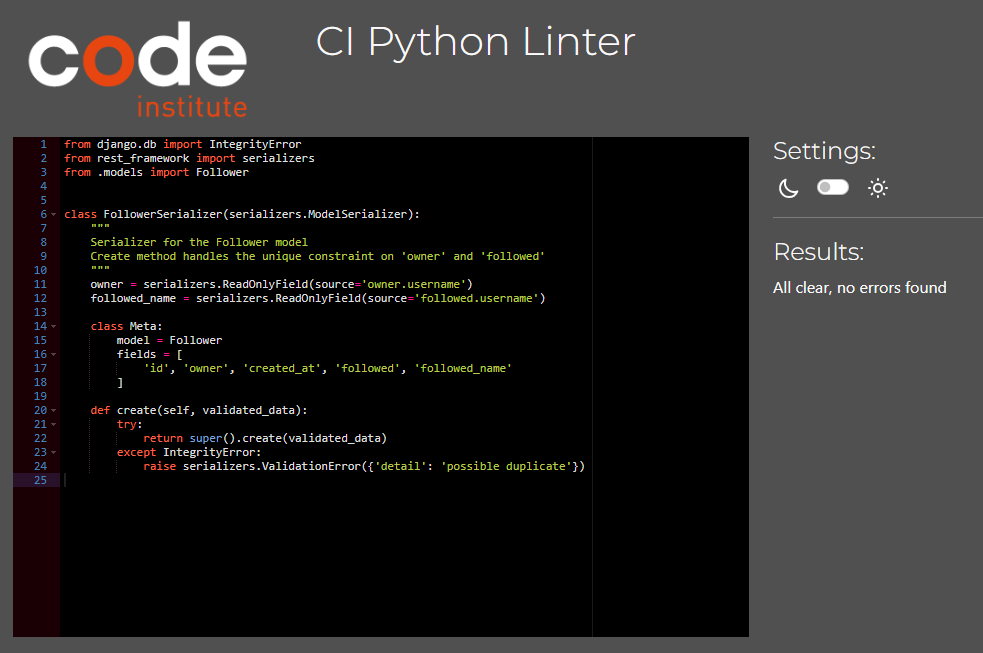 code
institute
CI Python Linter
1 from django.db import IntegrityError
2 from rest_framework import serializers
3 from .models import Follower
4
5
6 class FollowerSerializer(serializers.ModelSerializer):
7     """
8     Serializer for the Follower model
9     Create method handles the unique constraint on 'owner' and 'followed'
10     """
11     owner = serializers.ReadOnlyField(source='owner.username')
12     followed_name = serializers.ReadOnlyField(source='followed.username')
13
14     class Meta:
15         model = Follower
16         fields = [
17             'id', 'owner', 'created_at', 'followed', 'followed_name'
18         ]
19
20     def create(self, validated_data):
21         try:
22             return super().create(validated_data)
23         except IntegrityError:
24             raise serializers.ValidationError({'detail': 'possible duplicate'})
25
Settings:
Results:
All clear, no errors found